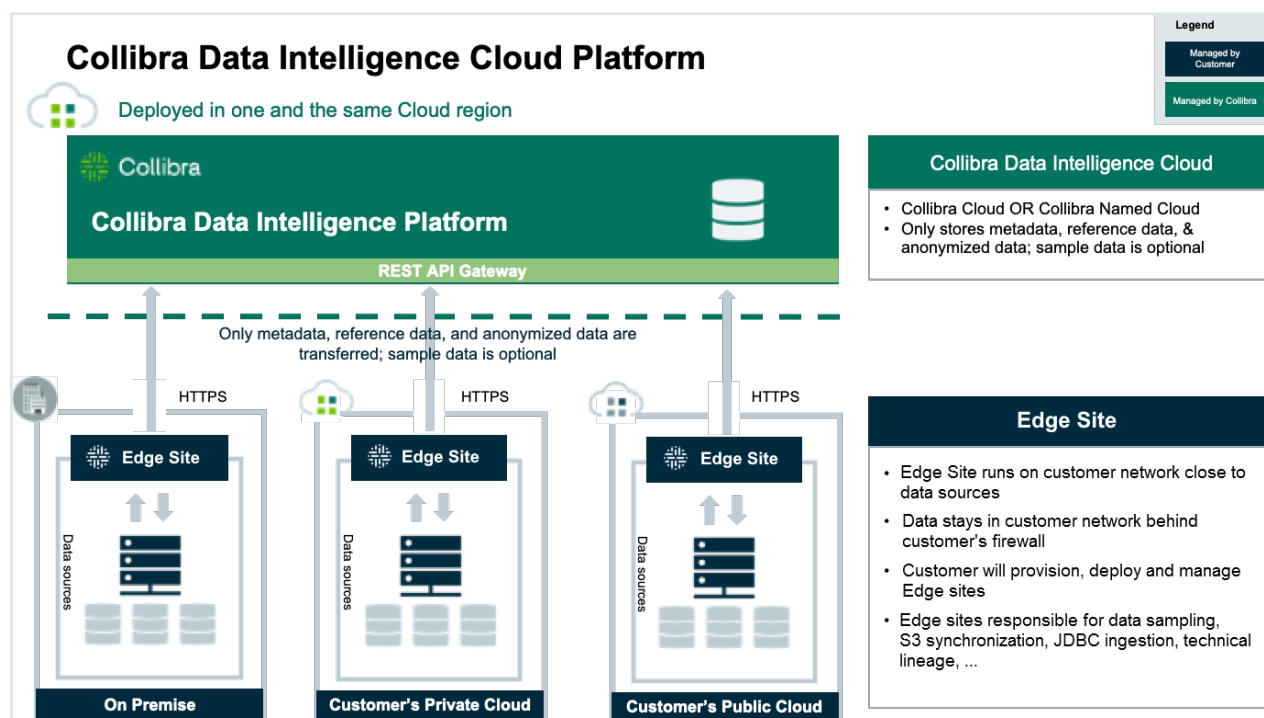 Legend
Managed by
Customer
Managed by Collibra
Collibra Data Intelligence Cloud Platform
Deployed in one and the same Cloud region
Collibra
Collibra Data Intelligence Platform
REST API Gateway
Collibra Data Intelligence Cloud
• Collibra Cloud OR Collibra Named Cloud
• Only stores metadata, reference data, &
anonymized data; sample data is optional
Only metadata, reference data, and anonymized data are
transferred; sample data is optional
HTTPS
Edge Site
Data sources
On Premise
HTTPS
Edge Site
Data sources
Customer's Private Cloud
HTTPS
Edge Site
Data sources
Customer's Public Cloud
Edge Site
• Edge Site runs on customer network close to
data sources
• Data stays in customer network behind
customer's firewall
• Customer will provision, deploy and manage
Edge sites
• Edge sites responsible for data sampling,
S3 synchronization, JDBC ingestion, technical
lineage, ...